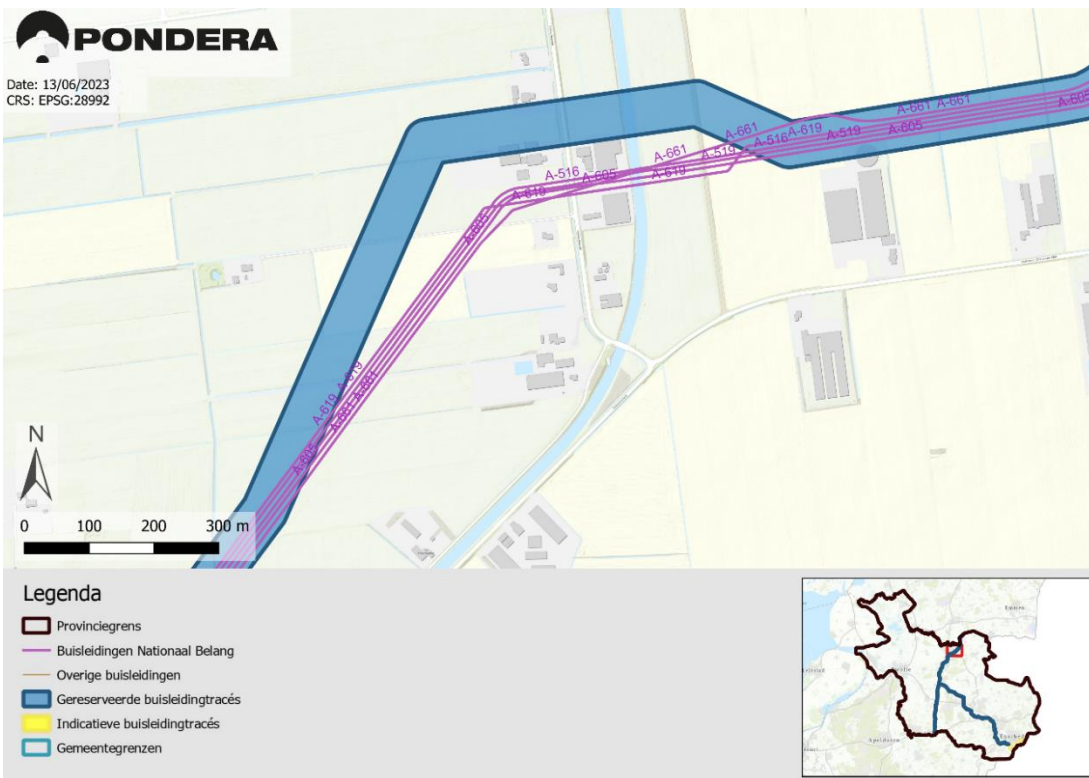 PONDERA
Date: 13/06/2023
CRS: EPSG:28992
A-661 A-661
A-605
A-661
A-619
A-519
A-605
A-516
A-661
A-519
A-516
A-605
A-619
A-619
A-605
A-619 A-619
A-661 A-661
A-605
N
0 100 200 300 m
Legenda
Provinciegrens
Buisleidingen Nationaal Belang
Overige buisleidingen
Gereserveerde buisleidingtracés
Indicatieve buisleidingtracés
Gemeentegrenzen